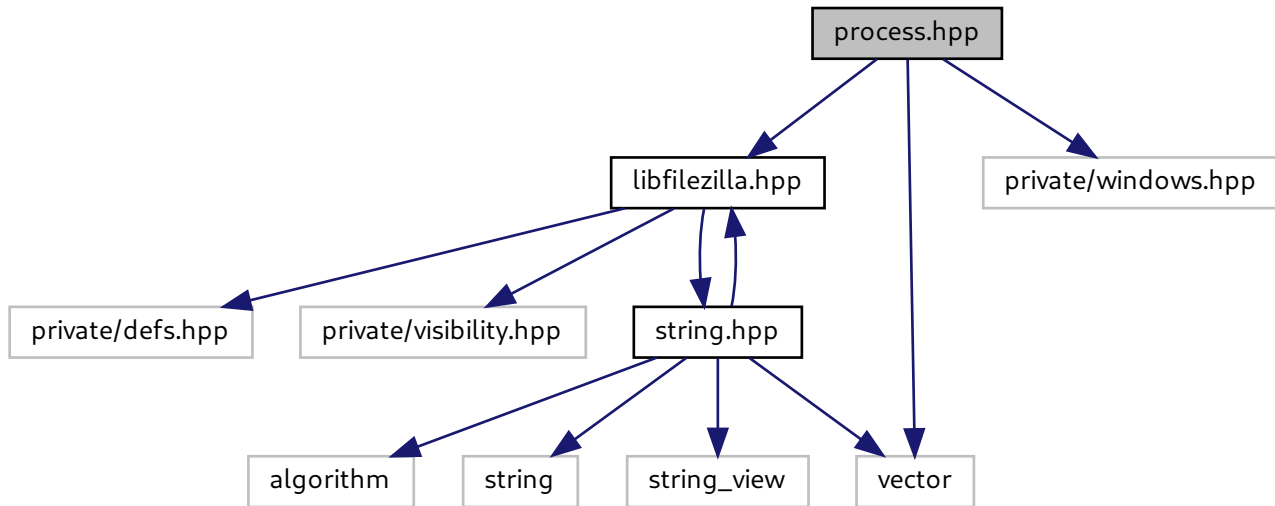 process.hpp
libfilezilla.hpp
private/windows.hpp
private/defs.hpp
private/visibility.hpp
string.hpp
algorithm
string
string_view
vector